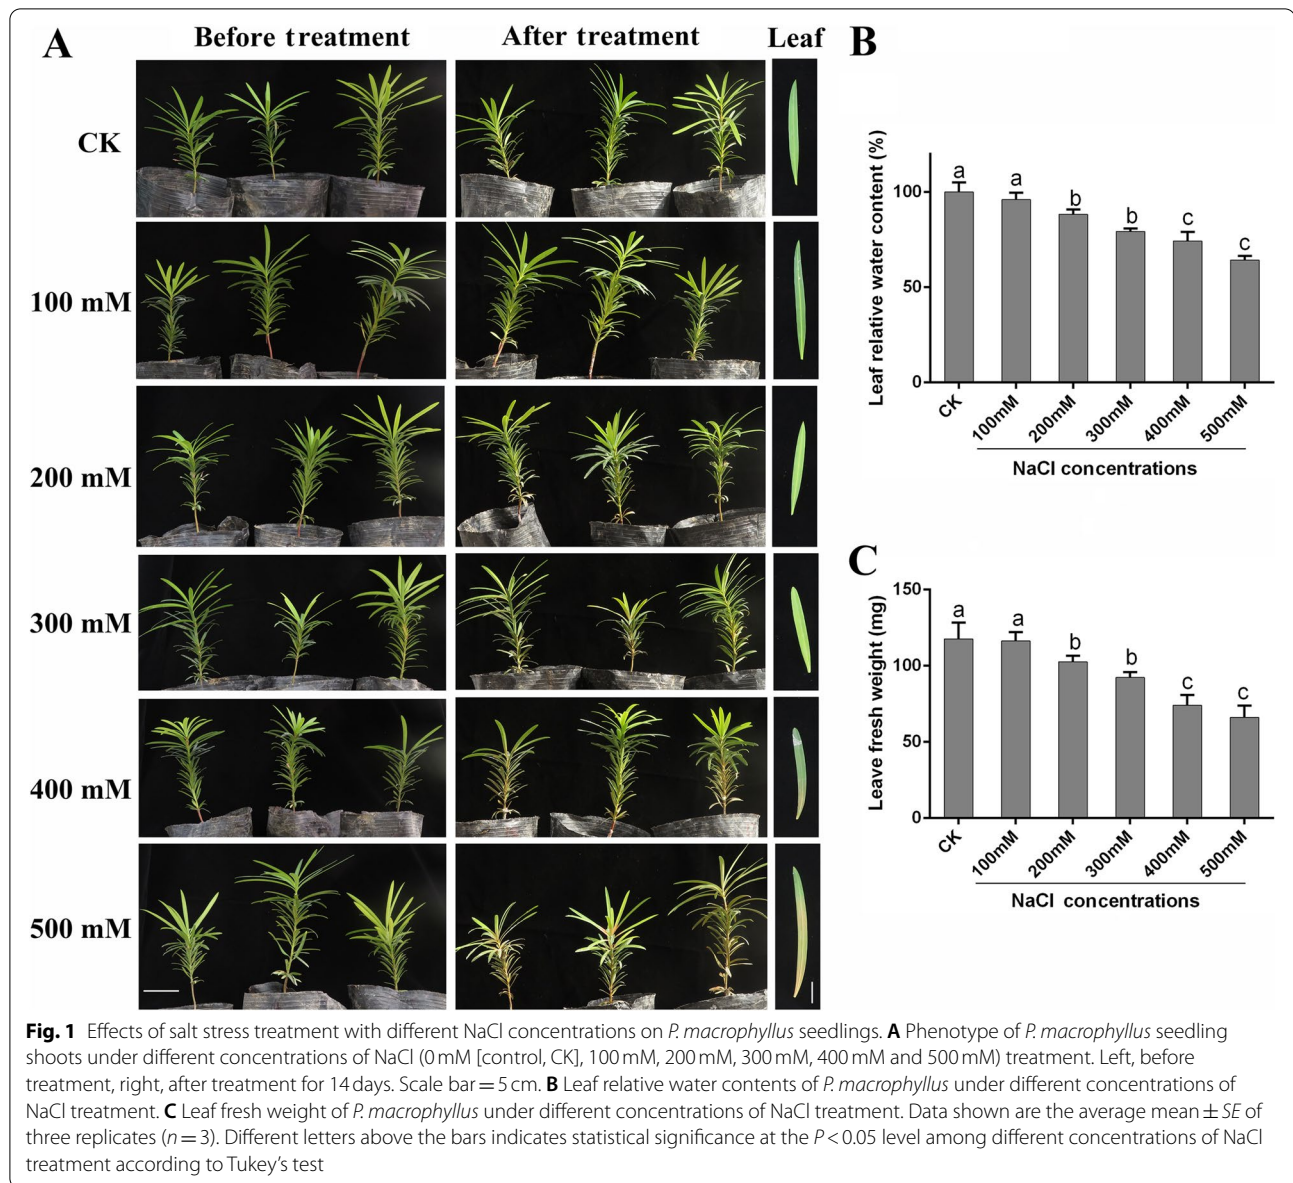 A
Before treatment
After treatment
Leaf
CK
100 mM
200 mM
300 mM
400 mM
500 mM
B
Leaf relative water content (%)
100
50
0
a
a
b
b
c
c
CK
100mM
200mM
300mM
400mM
500mM
NaCl concentrations
C
Leave fresh weight (mg)
150
100
50
0
a
a
b
b
c
c
CK
100mM
200mM
300mM
400mM
500mM
NaCl concentrations
Fig. 1 Effects of salt stress treatment with different NaCl concentrations on P. macrophyllus seedlings. A Phenotype of P. macrophyllus seedling
shoots under different concentrations of NaCl (0 mM [control, CK], 100 mM, 200 mM, 300 mM, 400 mM and 500 mM) treatment. Left, before
treatment, right, after treatment for 14 days. Scale bar = 5 cm. B Leaf relative water contents of P. macrophyllus under different concentrations of
NaCl treatment. C Leaf fresh weight of P. macrophyllus under different concentrations of NaCl treatment. Data shown are the average mean ± SE of
three replicates (n = 3). Different letters above the bars indicates statistical significance at the P < 0.05 level among different concentrations of NaCl
treatment according to Tukey's test